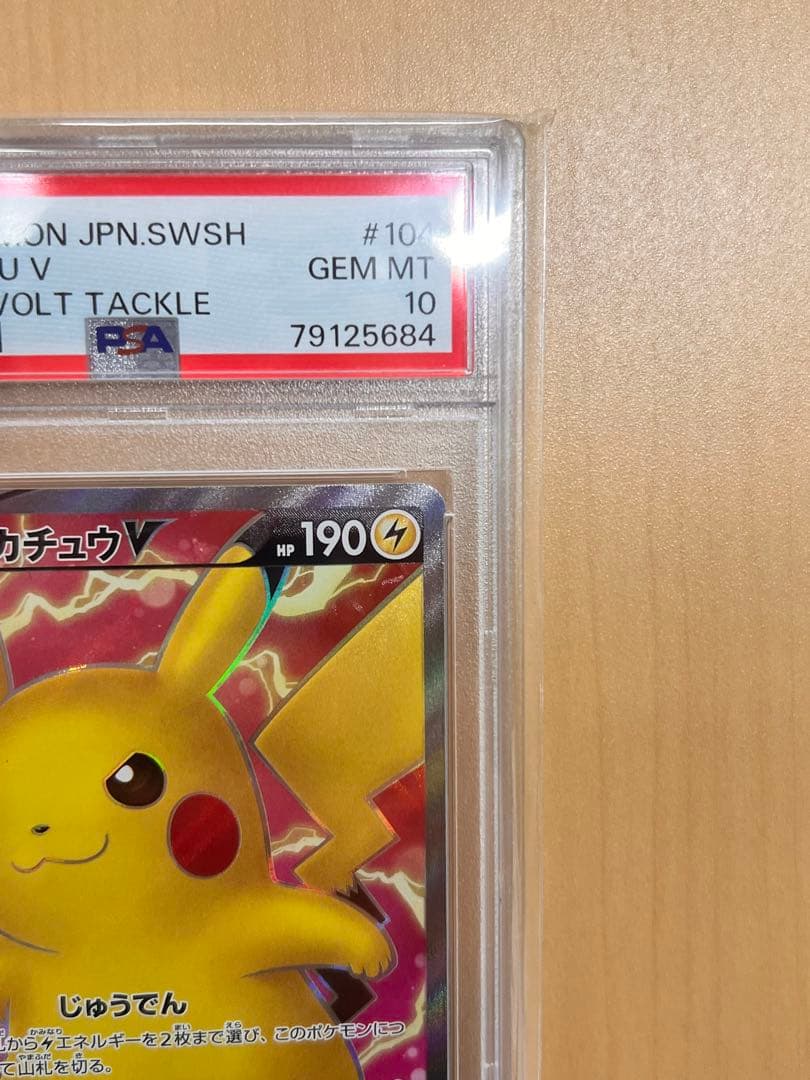 MON JPN.SWSH #104
U V GEM MT
VOLT TACKLE 10
PSA 79125684
カチュウV HP 190
じゅうでん
から エネルギーを2枚まで選び、このポケモンにつ
て山札を切る。